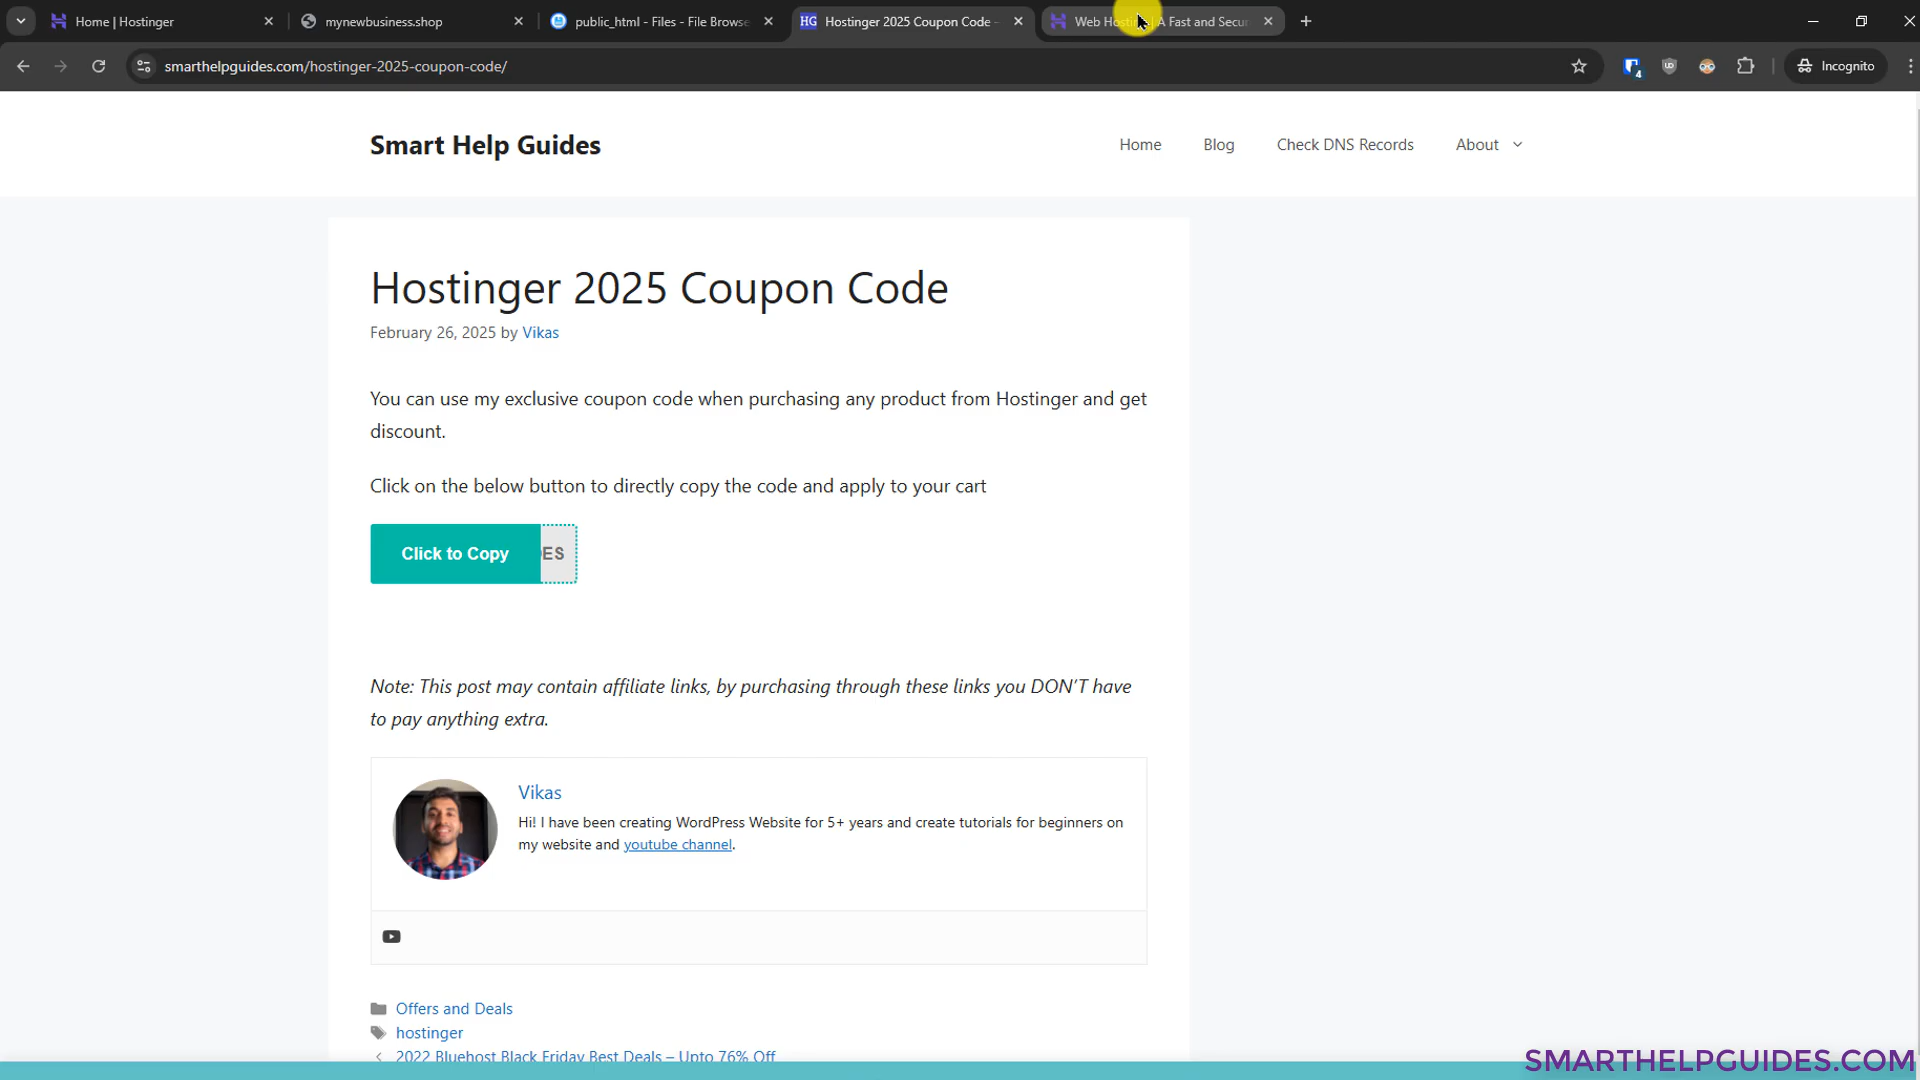 Home | Hostinger
mynewbusiness.shop
public_html - Files - File Browse
HG Hostinger 2025 Coupon Code -
Web Hosting | A Fast and Secu
smarthelpguides.com/hostinger-2025-coupon-code/
4
UD
Incognito
Smart Help Guides
Home
Blog
Check DNS Records
About
Hostinger 2025 Coupon Code
February 26, 2025 by Vikas
You can use my exclusive coupon code when purchasing any product from Hostinger and get
discount.
Click on the below button to directly copy the code and apply to your cart
Click to Copy
ES
Note: This post may contain affiliate links, by purchasing through these links you DON'T have
to pay anything extra.
Vikas
Hi! I have been creating WordPress Website for 5+ years and create tutorials for beginners on
my website and youtube channel.
Offers and Deals
hostinger
2022 Bluehost Black Friday Best Deals – Upto 76% Off
SMARTHELPGUIDES.COM